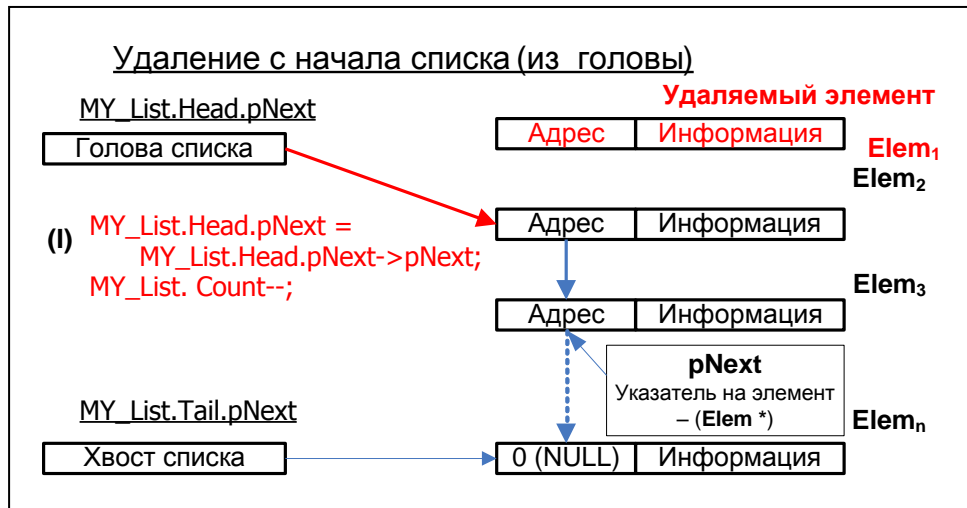 Удаление с начала списка (из головы)
MY_List.Head.pNext
Удаляемый элемент
Голова списка
Адрес Информация
Elem1
Elem2
(I) MY_List.Head.pNext =
MY_List.Head.pNext->pNext;
MY_List. Count--;
Адрес Информация
Elem3
Адрес Информация
pNext
Указатель на элемент
– (Elem *)
MY_List.Tail.pNext
Elemn
Хвост списка
0 (NULL) Информация